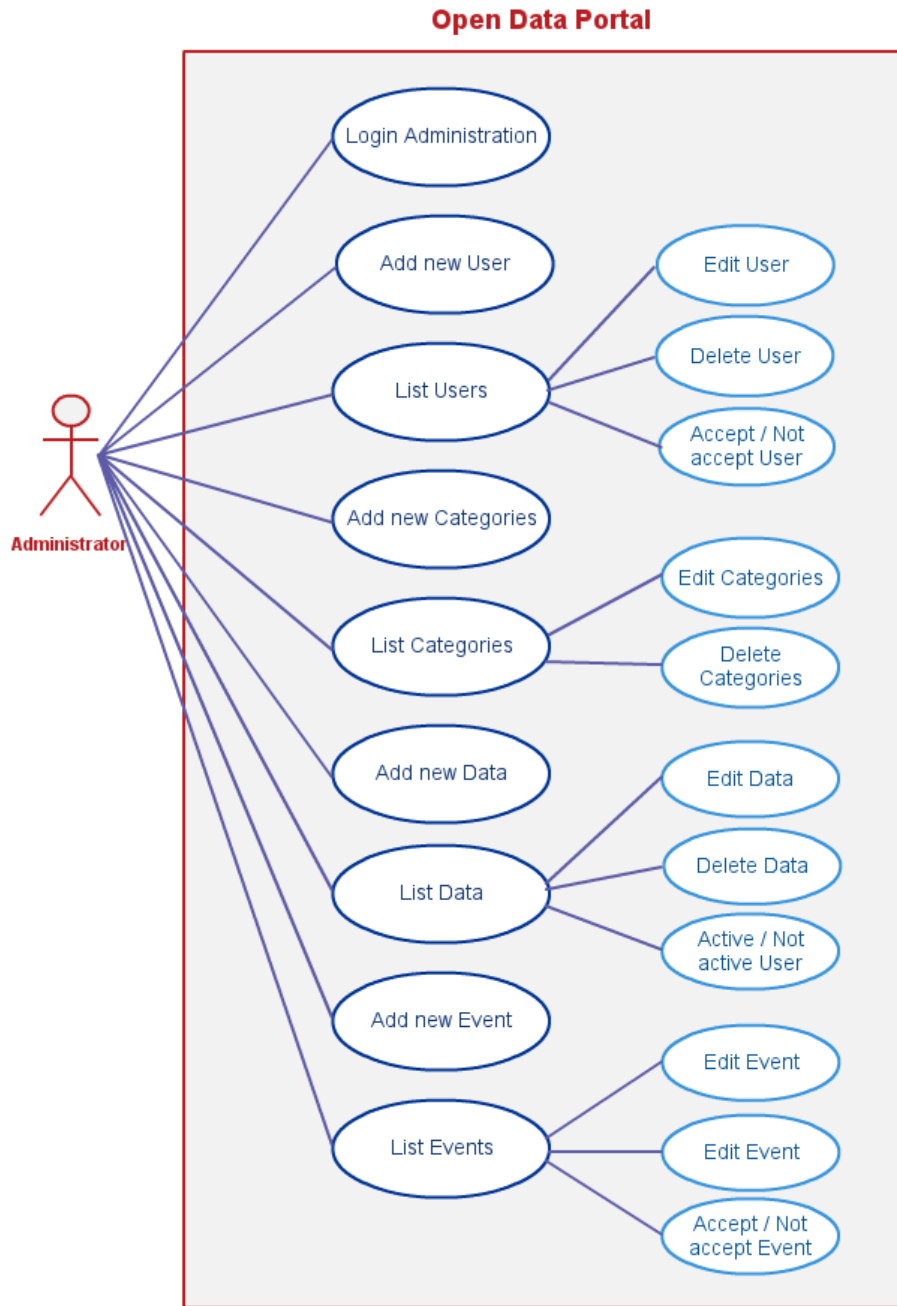 Open Data Portal
Login Administration
Add new User
Edit User
Delete User
List Users
Accept / Not
accept User
Administrator
Add new Categories
Edit Categories
List Categories
Delete
Categories
Add new Data
Edit Data
Delete Data
List Data
Active / Not
active User
Add new Event
Edit Event
List Events
Edit Event
Accept / Not
accept Event